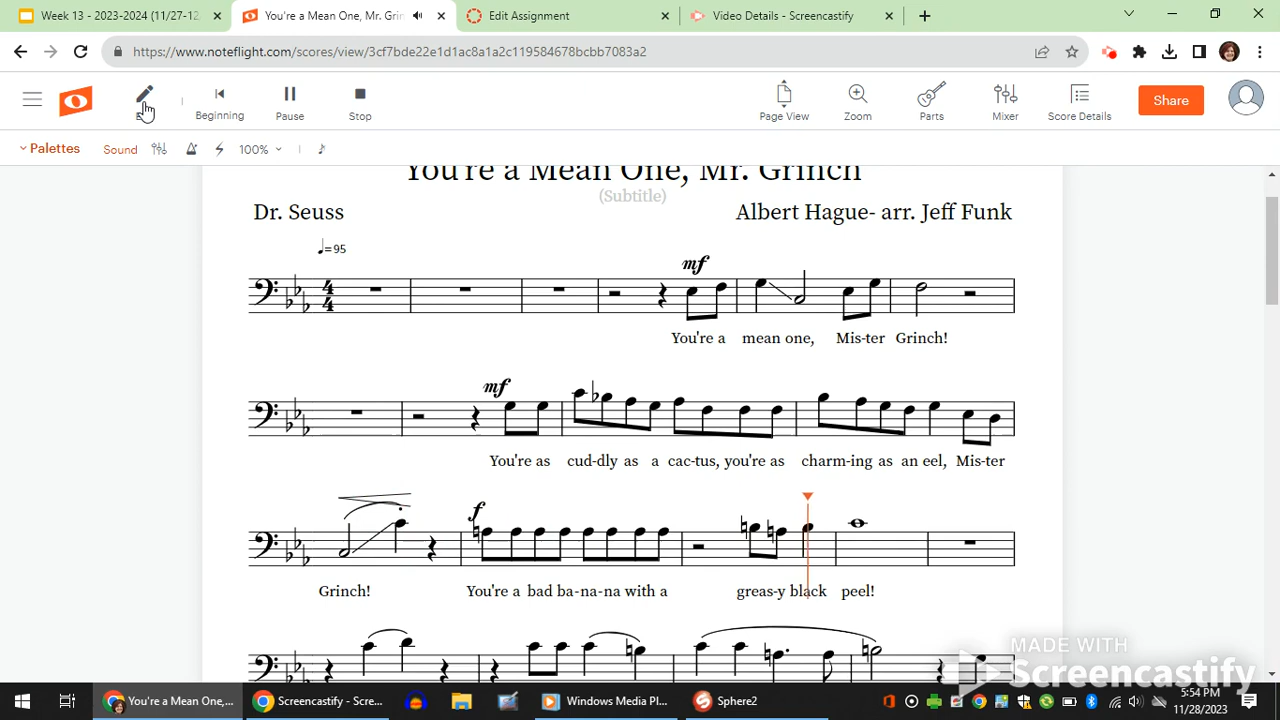 Week 13 - 2023-2024 (11/27-12,
You're a Mean One, Mr. Grin
Edit Assignment
Video Details - Screencastify
https://www.noteflight.com/scores/view/3cf7bde22e1d1ac8a1a2c119584678bcbb7083a2
Beginning
Pause
Stop
Page View
Zoom
Parts
Mixer
Score Details
Share
Palettes
Sound
100%
You're a Mean One, Mr. Grinch
(Subtitle)
Dr. Seuss
Albert Hague- arr. Jeff Funk
♩=95
mf
You're a mean one, Mis-ter Grinch!
mf
You're as cud-dly as a cac-tus, you're as charm-ing as an eel, Mis-ter
f
Grinch! You're a bad ba-na-na with a greas-y black peel!
MADE WITH
Screencastify
You're a Mean One,...
Screencastify - Scre...
Windows Media Pl...
Sphere2
5:54 PM
11/28/2023